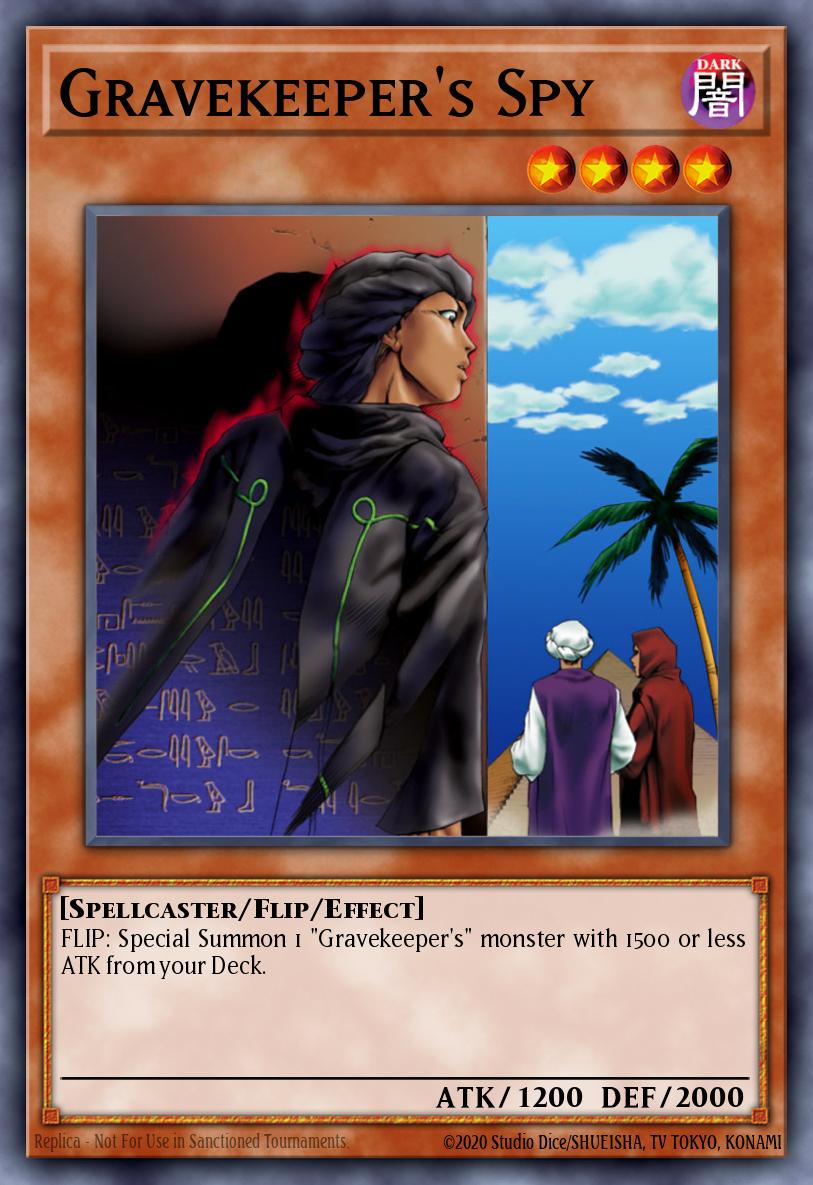 Gravekeeper's Spy
DARK
闇
[Spellcaster/Flip/Effect]
FLIP: Special Summon 1 "Gravekeeper's" monster with 1500 or less
ATK from your Deck.
ATK/1200 DEF/2000
Replica - Not For Use in Sanctioned Tournaments.
©2020 Studio Dice/SHUEISHA, TV TOKYO, KONAMI